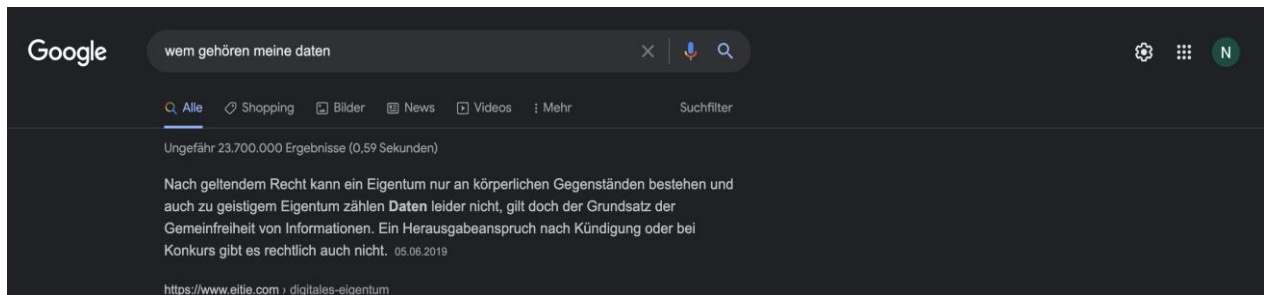 Google
wem gehören meine daten
Alle Shopping Bilder News Videos Mehr Suchfilter
N
Ungefähr 23.700.000 Ergebnisse (0,59 Sekunden)
Nach geltendem Recht kann ein Eigentum nur an körperlichen Gegenständen bestehen und
auch zu geistigem Eigentum zählen Daten leider nicht, gilt doch der Grundsatz der
Gemeinfreiheit von Informationen. Ein Herausgabeanspruch nach Kündigung oder bei
Konkurs gibt es rechtlich auch nicht. 05.06.2019
https://www.eitie.com › digitales-eigentum